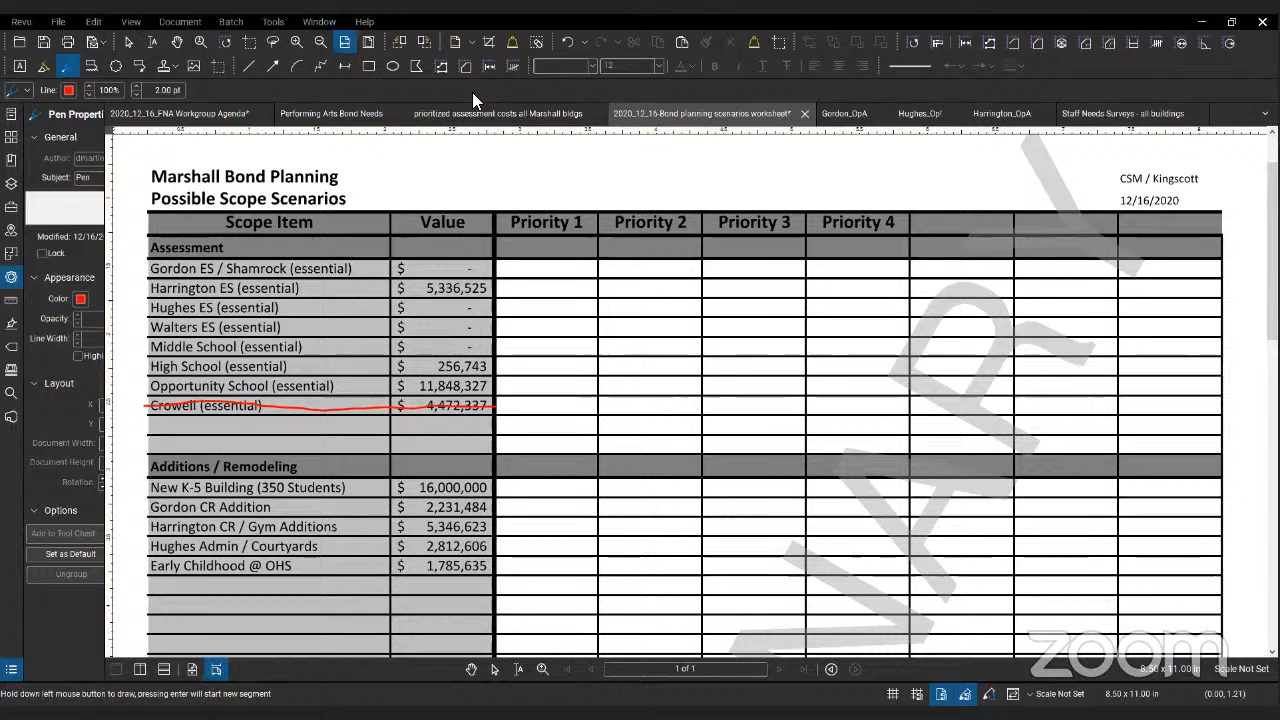 Revu File Edit View Document Batch Tools Window Help
12
Line: 100% 2.00 pt
2020_12_16_FNA Workgroup Agenda* Performing Arts Bond Needs prioritized assessment costs all Marshall bldgs 2020_12_16-Bond planning scenarios worksheet* Gordon_OpA Hughes_Op! Harrington_OpA Staff Needs Surveys - all buildings
Pen Properti
General
Author: dmartin
Subject: Pen
Modified: 12/16/2
Lock
Appearance
Color:
Opacity:
Line Width:
Highl
Layout
X
Y
Document Width:
Document Height:
Rotation:
Options
Add to Tool Chest
Set as Default
Ungroup
Marshall Bond Planning CSM / Kingscott
Possible Scope Scenarios 12/16/2020
Scope Item Value Priority 1 Priority 2 Priority 3 Priority 4
Assessment
Gordon ES / Shamrock (essential) $ -
Harrington ES (essential) $ 5,336,525
Hughes ES (essential) $ -
Walters ES (essential) $ -
Middle School (essential) $ -
High School (essential) $ 256,743
Opportunity School (essential) $ 11,848,327
Crowell (essential) $ 4,472,337
Additions / Remodeling
New K-5 Building (350 Students) $ 16,000,000
Gordon CR Addition $ 2,231,484
Harrington CR / Gym Additions $ 5,346,623
Hughes Admin / Courtyards $ 2,812,606
Early Childhood @ OHS $ 1,785,635
NARY
zoom
1 of 1 8.50 x 11.00 in Scale Not Set
Hold down left mouse button to draw, pressing enter will start new segment Scale Not Set 8.50 x 11.00 in (0.00, 1.21)